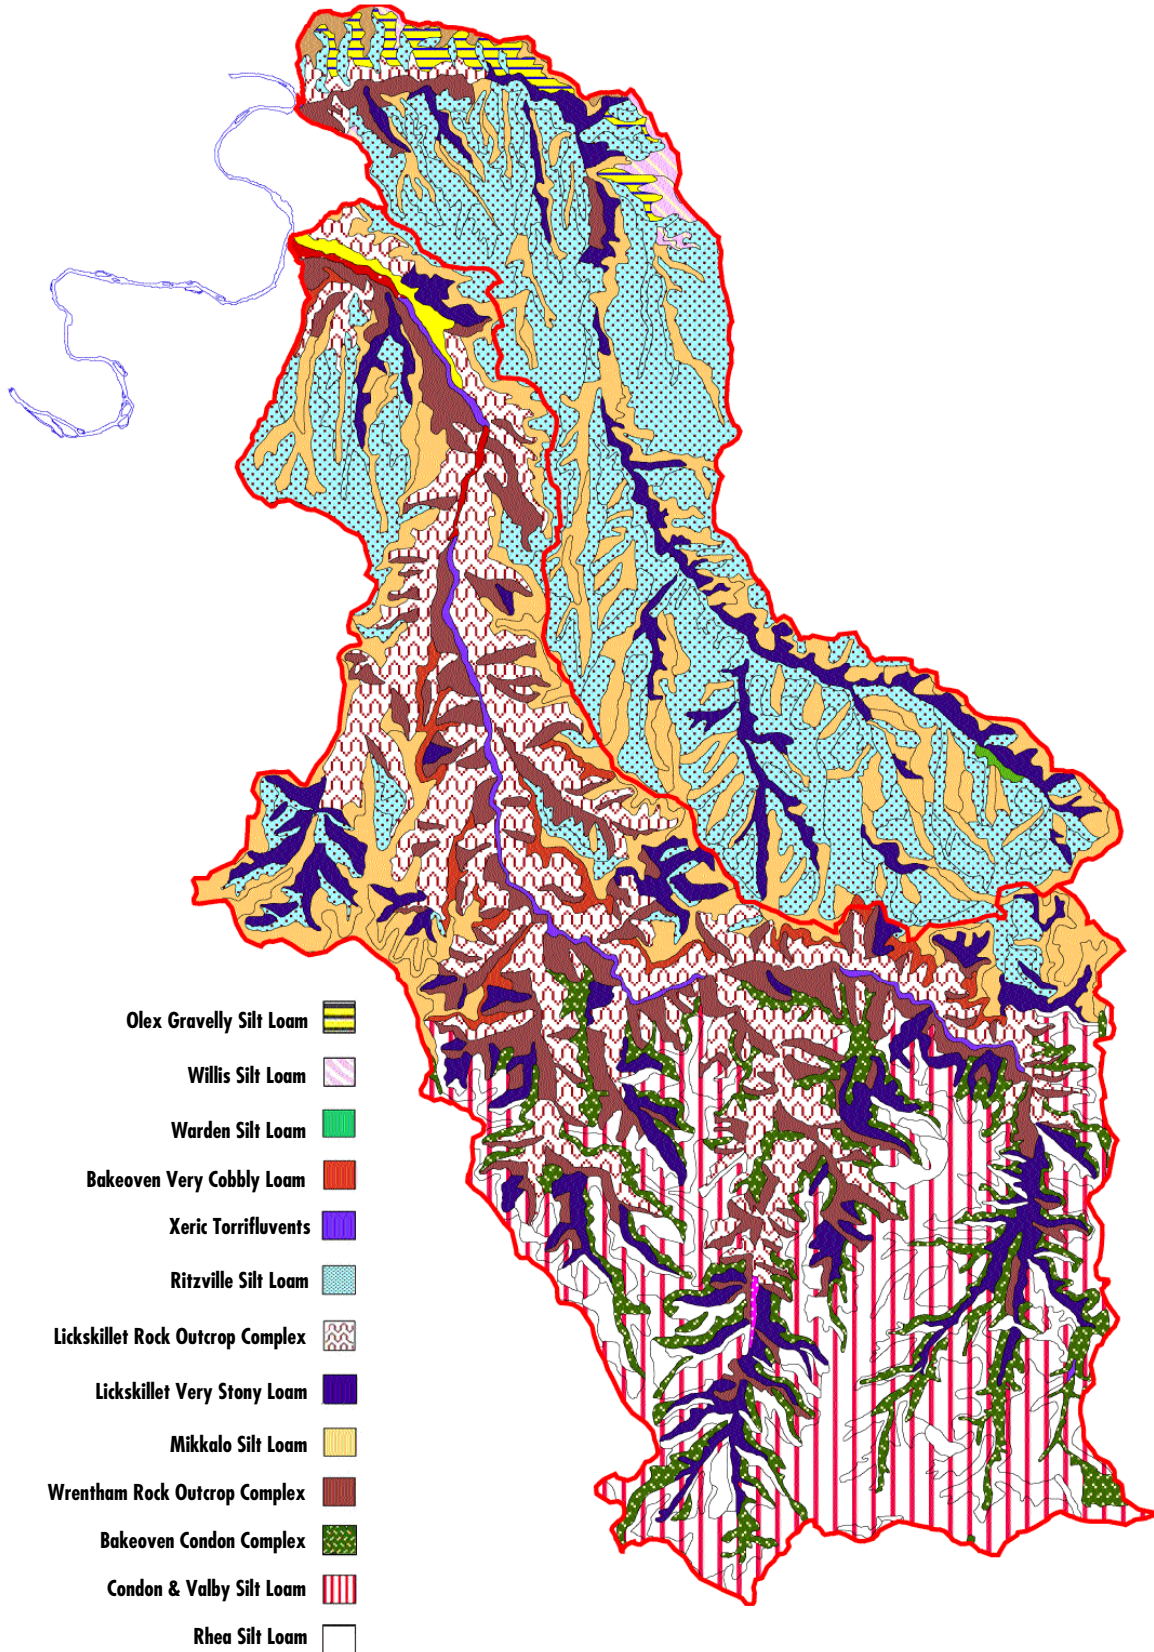 Olex Gravelly Silt Loam
Willis Silt Loam
Warden Silt Loam
Bakeoven Very Cobbly Loam
Xeric Torrifluvents
Ritzville Silt Loam
Lickskillet Rock Outcrop Complex
Lickskillet Very Stony Loam
Mikkalo Silt Loam
Wrentham Rock Outcrop Complex
Bakeoven Condon Complex
Condon & Valby Silt Loam
Rhea Silt Loam